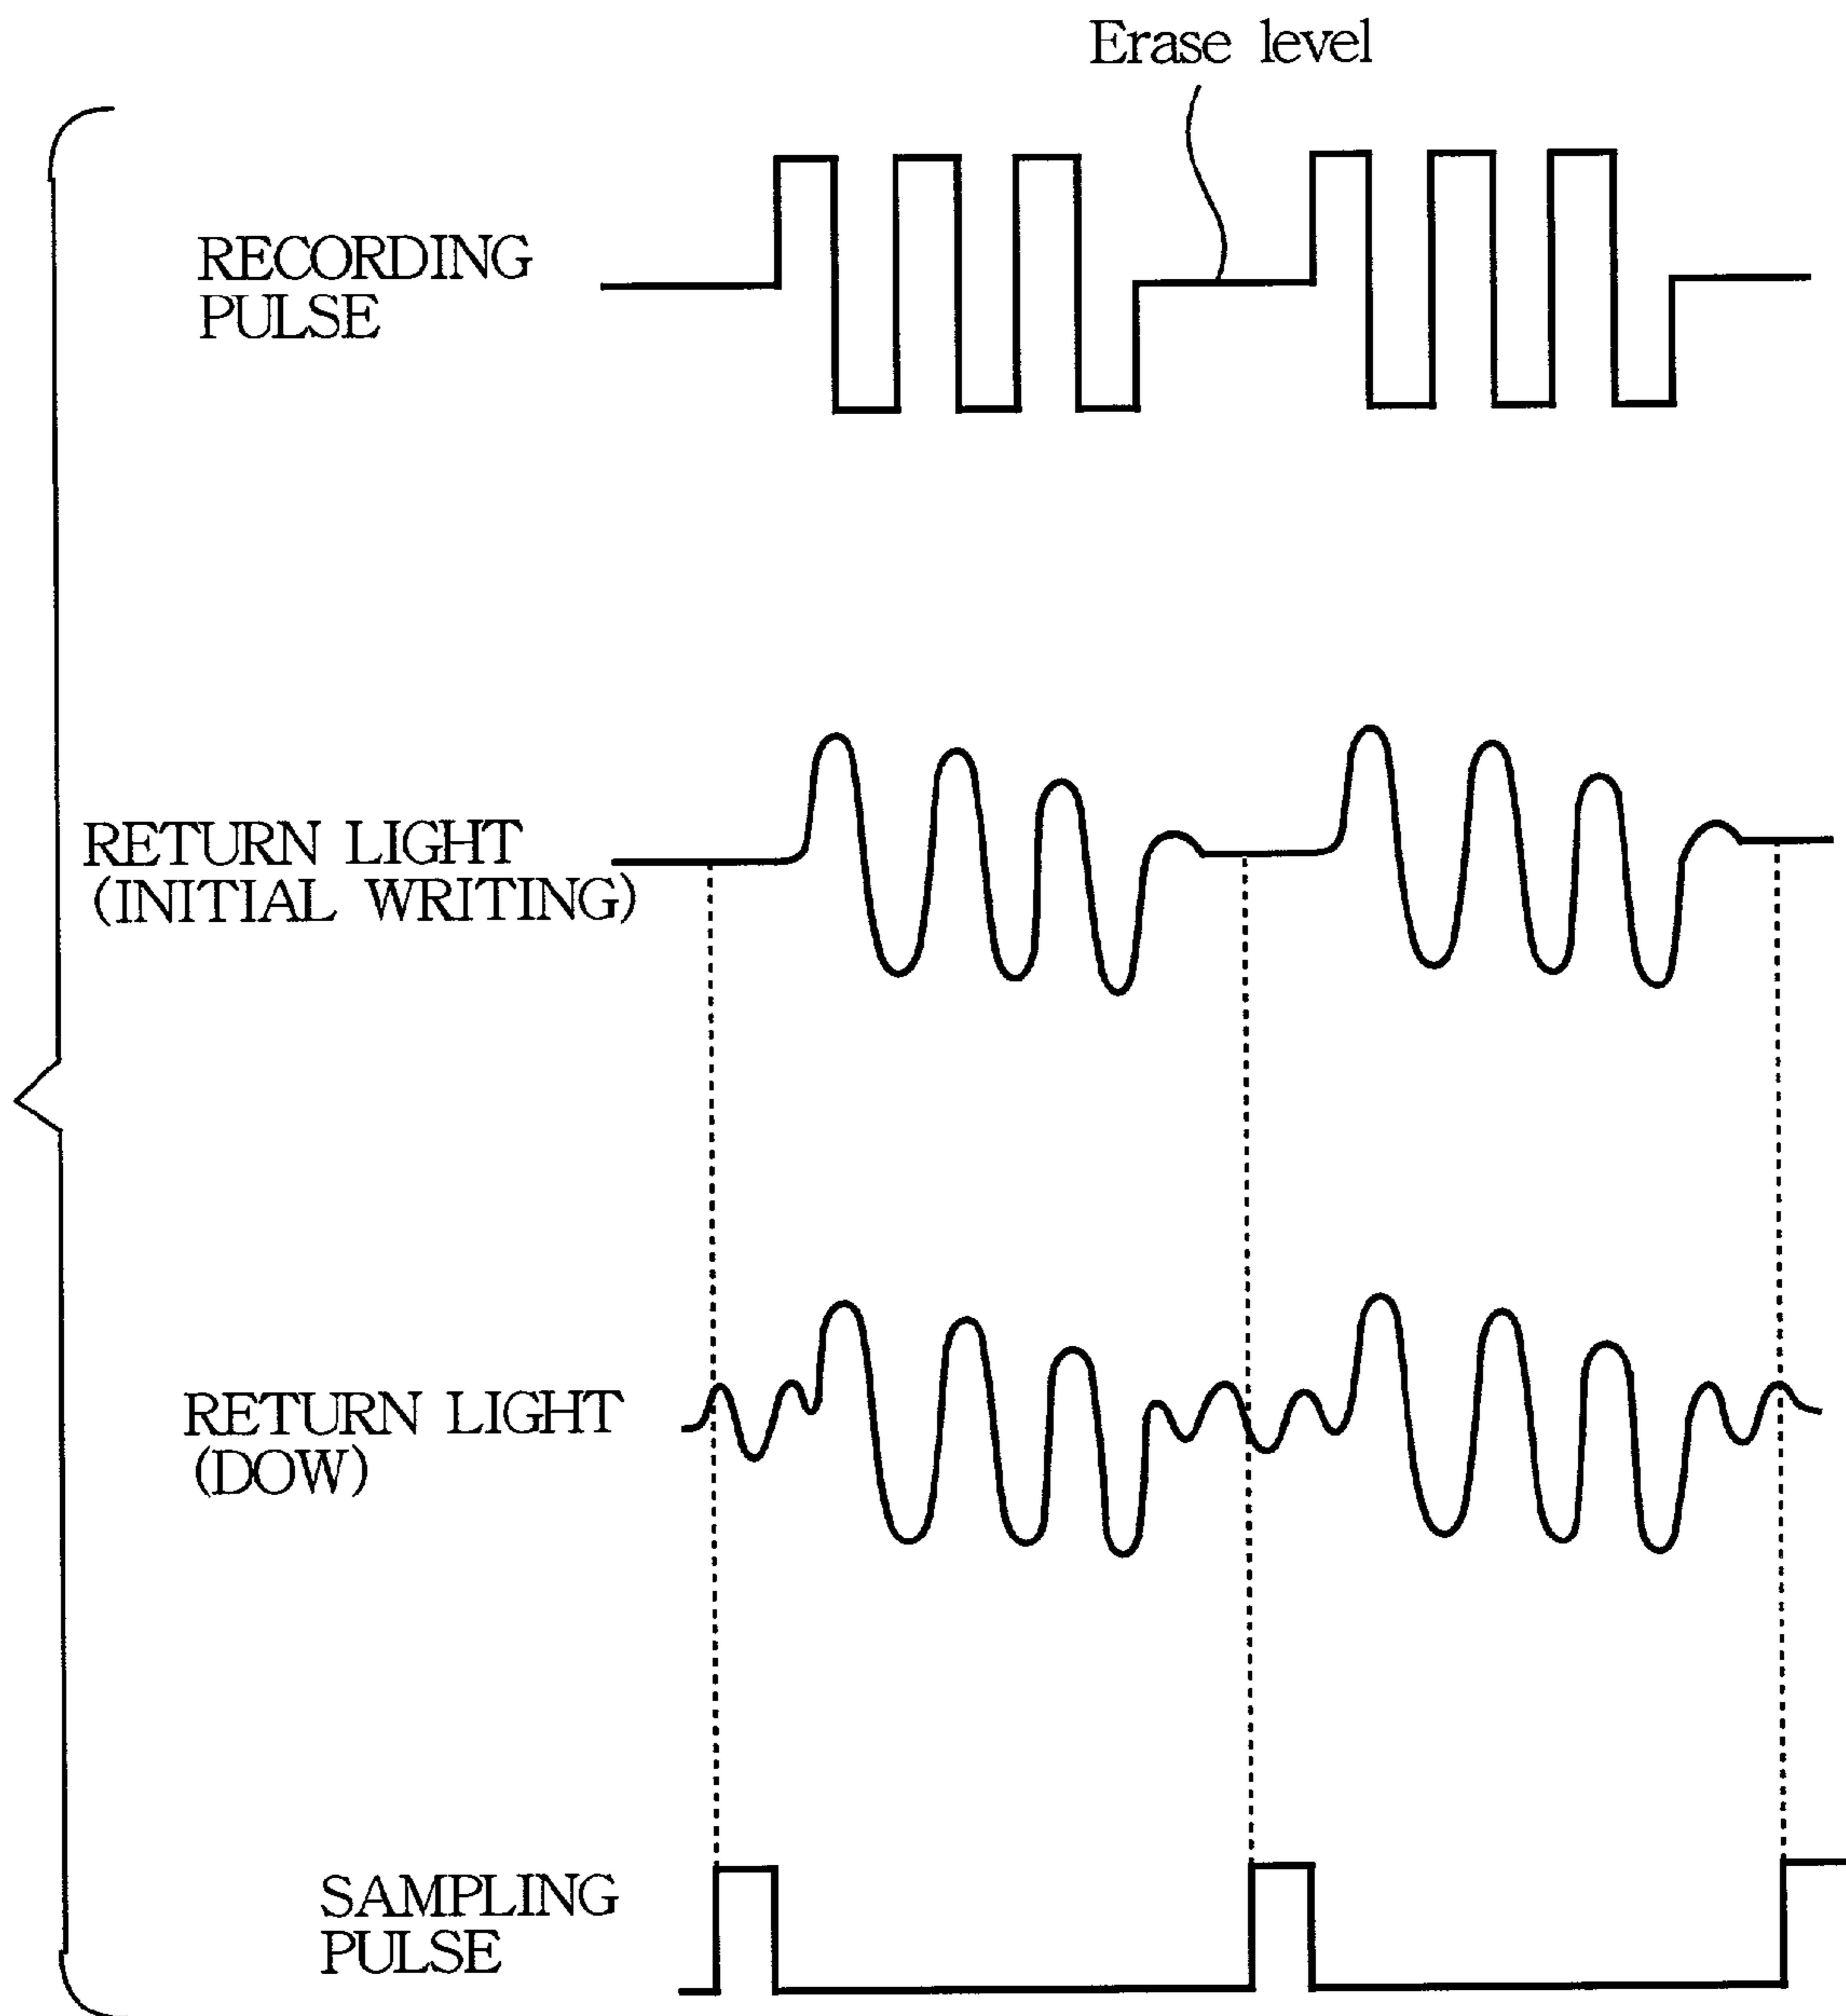 Erase level
RECORDING
PULSE
RETURN LIGHT
(INITIAL WRITING)
RETURN LIGHT
(DOW)
SAMPLING
PULSE